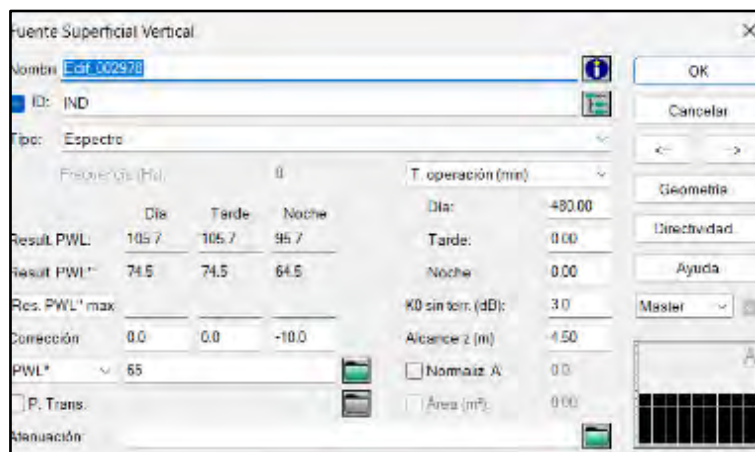 Fuente Superficial Vertical
Nombre Edif_002978
ID: IND
Tipo: Espectro
Frecuencia (Hz): 0 T. operación (min)
Día Tarde Noche Día: 480.00
Result. PWL: 105.7 105.7 95.7 Tarde: 0.00
Result. PWL'': 74.5 74.5 64.5 Noche 0.00
Res. PWL'' max K0 sin terr. (dB): 3.0
Corrección 0.0 0.0 -10.0 Alcance z (m) -4.50
PWL'' 65 Normaliz. A 0.0
P. Trans. Área (m²): 0.00
Atenuación:
OK
Cancelar
<- ->
Geometría
Directividad.
Ayuda
Master
A